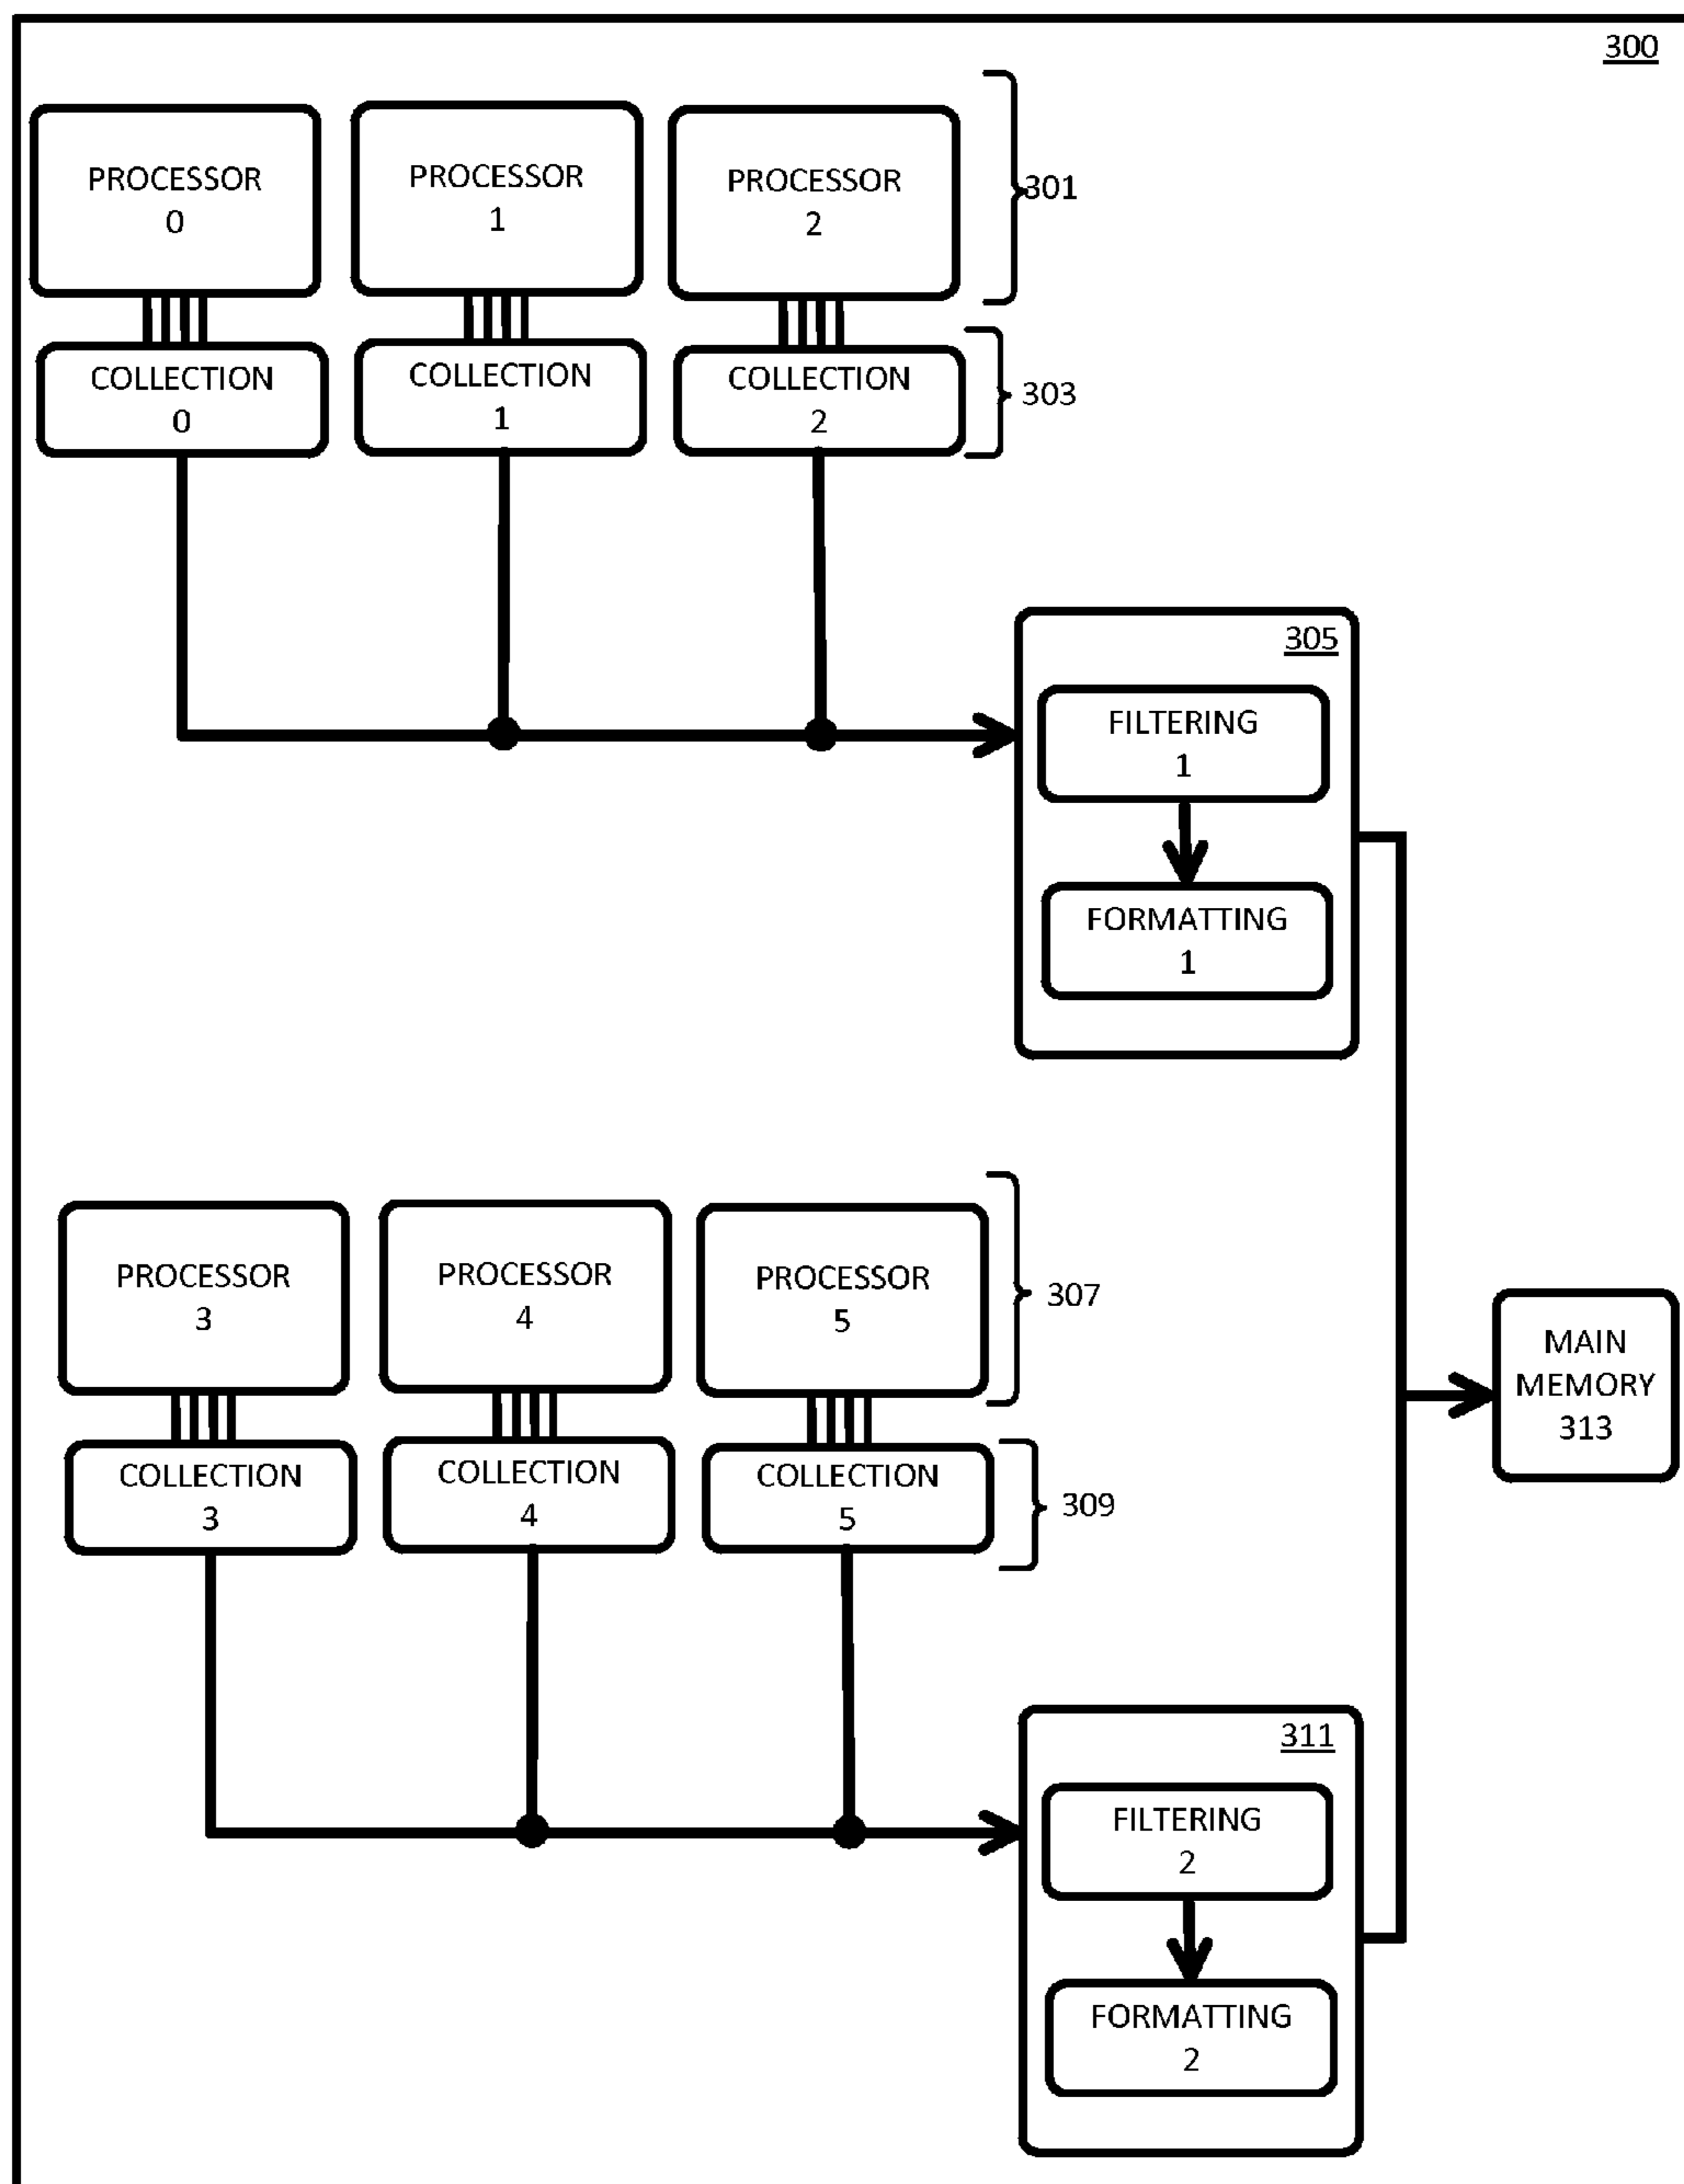 300
PROCESSOR
0
PROCESSOR
1
PROCESSOR
2
301
COLLECTION
0
COLLECTION
1
COLLECTION
2
303
305
FILTERING
1
FORMATTING
1
PROCESSOR
3
PROCESSOR
4
PROCESSOR
5
307
MAIN
MEMORY
313
COLLECTION
3
COLLECTION
4
COLLECTION
5
309
311
FILTERING
2
FORMATTING
2